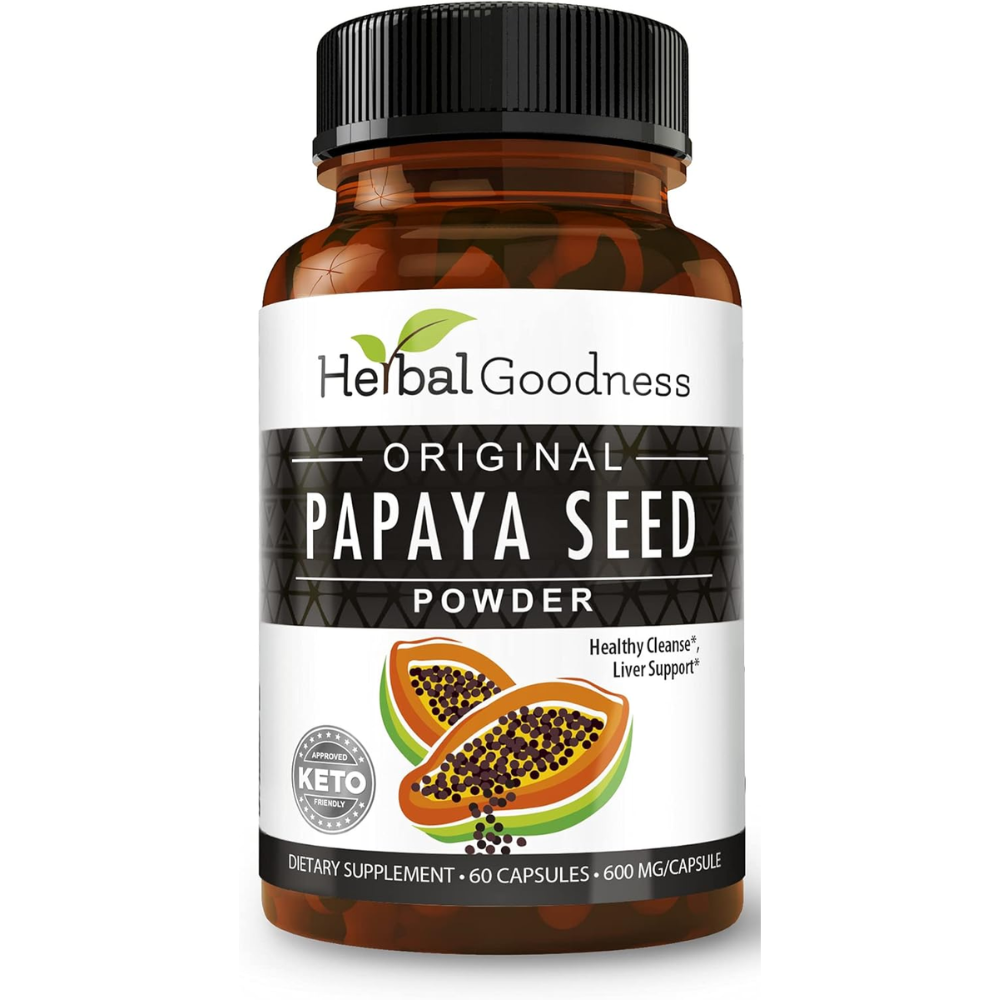 Herbal Goodness
ORIGINAL
PAPAYA SEED
POWDER
Healthy Cleanse*,
Liver Support*
APPROVED
KETO
FRIENDLY
DIETARY SUPPLEMENT • 60 CAPSULES • 600 MG/CAPSULE